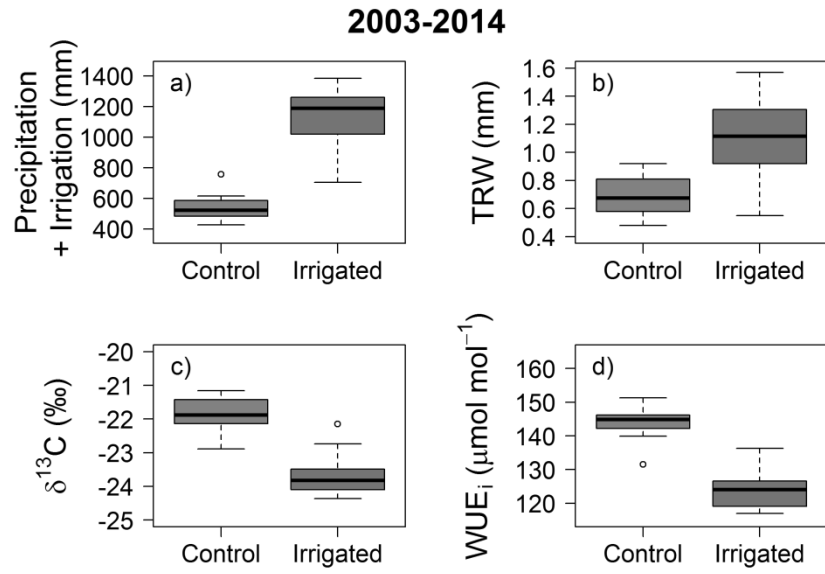 2003-2014
Precipitation
+ Irrigation (mm)
1400
1200
1000
800
600
400
a)
Control
Irrigated
TRW (mm)
1.6
1.4
1.2
1.0
0.8
0.6
0.4
b)
Control
Irrigated
δ¹³C (‰)
-20
-21
-22
-23
-24
-25
c)
Control
Irrigated
WUEᵢ (μmol mol⁻¹)
160
150
140
130
120
d)
Control
Irrigated